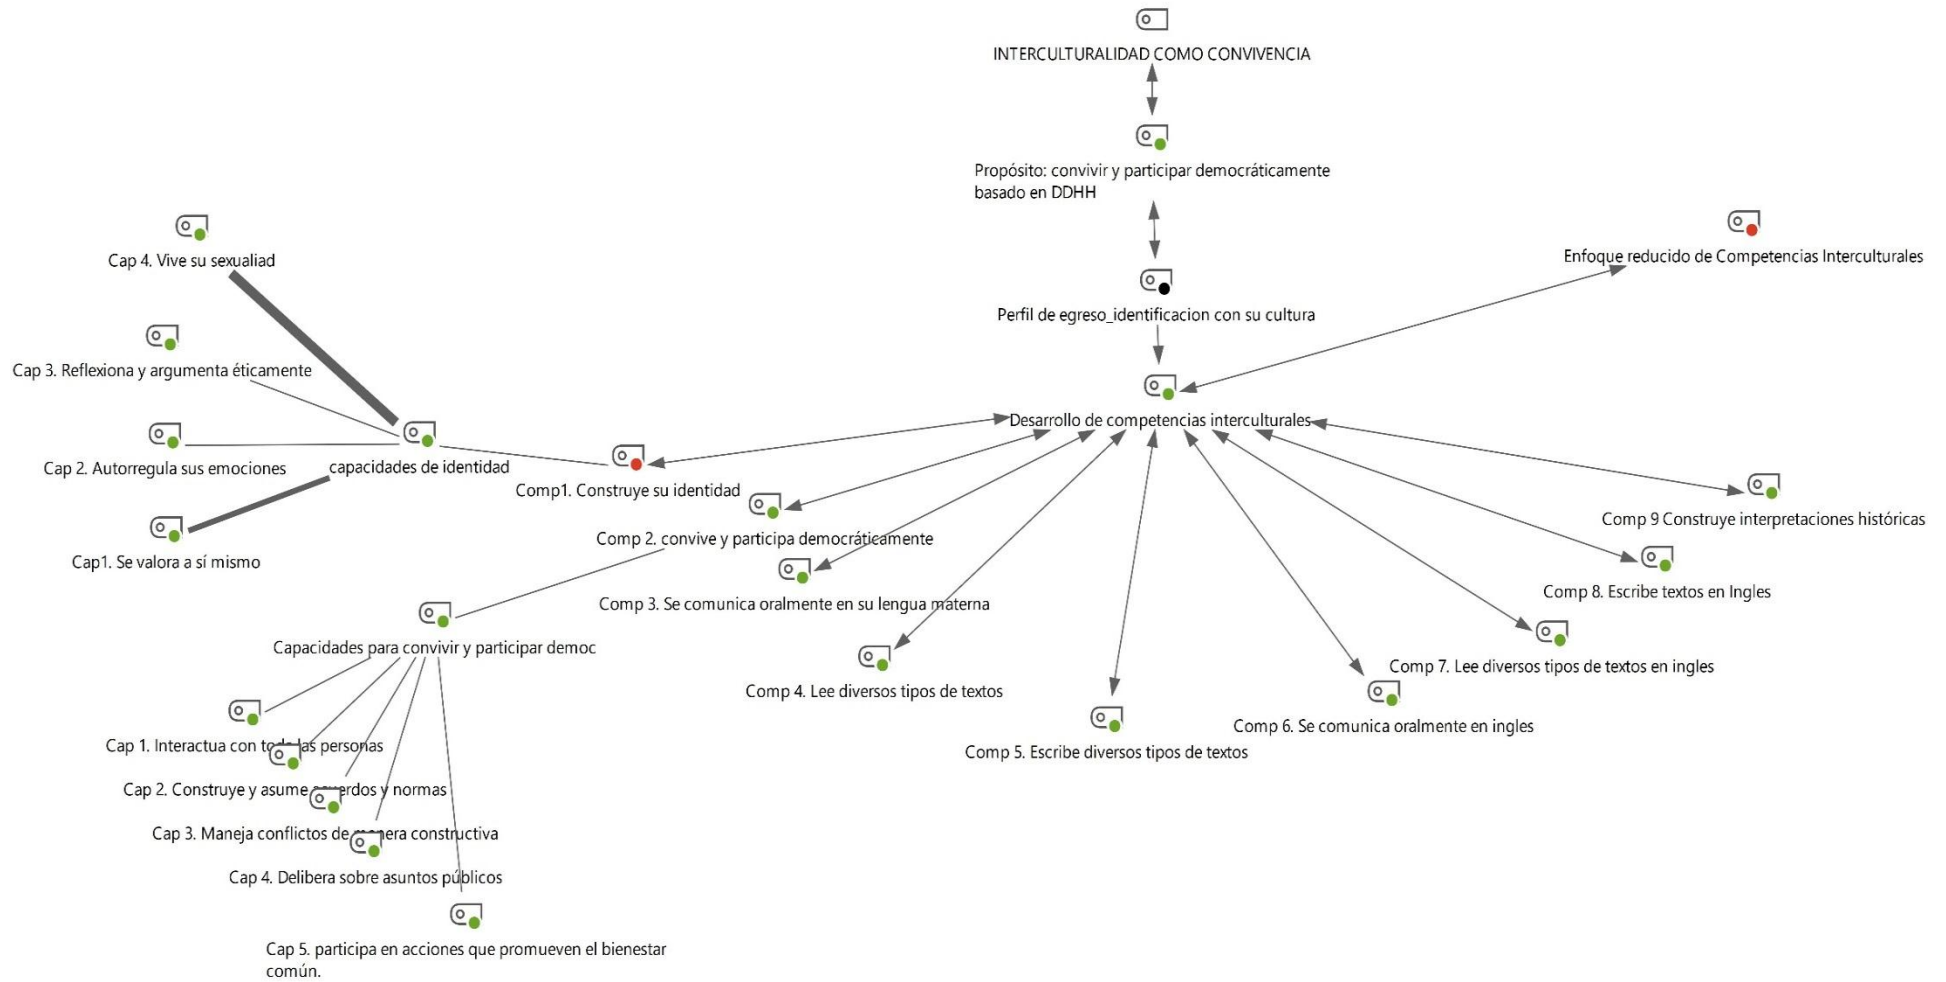 INTERCULTURALIDAD COMO CONVIVENCIA
Propósito: convivir y participar democráticamente
basado en DDHH
Cap 4. Vive su sexualiad
Enfoque reducido de Competencias Interculturales
Perfil de egreso_identificacion con su cultura
Cap 3. Reflexiona y argumenta éticamente
Desarrollo de competencias interculturales
Cap 2. Autorregula sus emociones
capacidades de identidad
Comp1. Construye su identidad
Comp 9 Construye interpretaciones históricas
Comp 2. convive y participa democráticamente
Cap1. Se valora a sí mismo
Comp 8. Escribe textos en Ingles
Comp 3. Se comunica oralmente en su lengua materna
Capacidades para convivir y participar democ
Comp 7. Lee diversos tipos de textos en ingles
Comp 4. Lee diversos tipos de textos
Comp 6. Se comunica oralmente en ingles
Cap 1. Interactua con todas las personas
Comp 5. Escribe diversos tipos de textos
Cap 2. Construye y asume acuerdos y normas
Cap 3. Maneja conflictos de manera constructiva
Cap 4. Delibera sobre asuntos públicos
Cap 5. participa en acciones que promueven el bienestar
común.